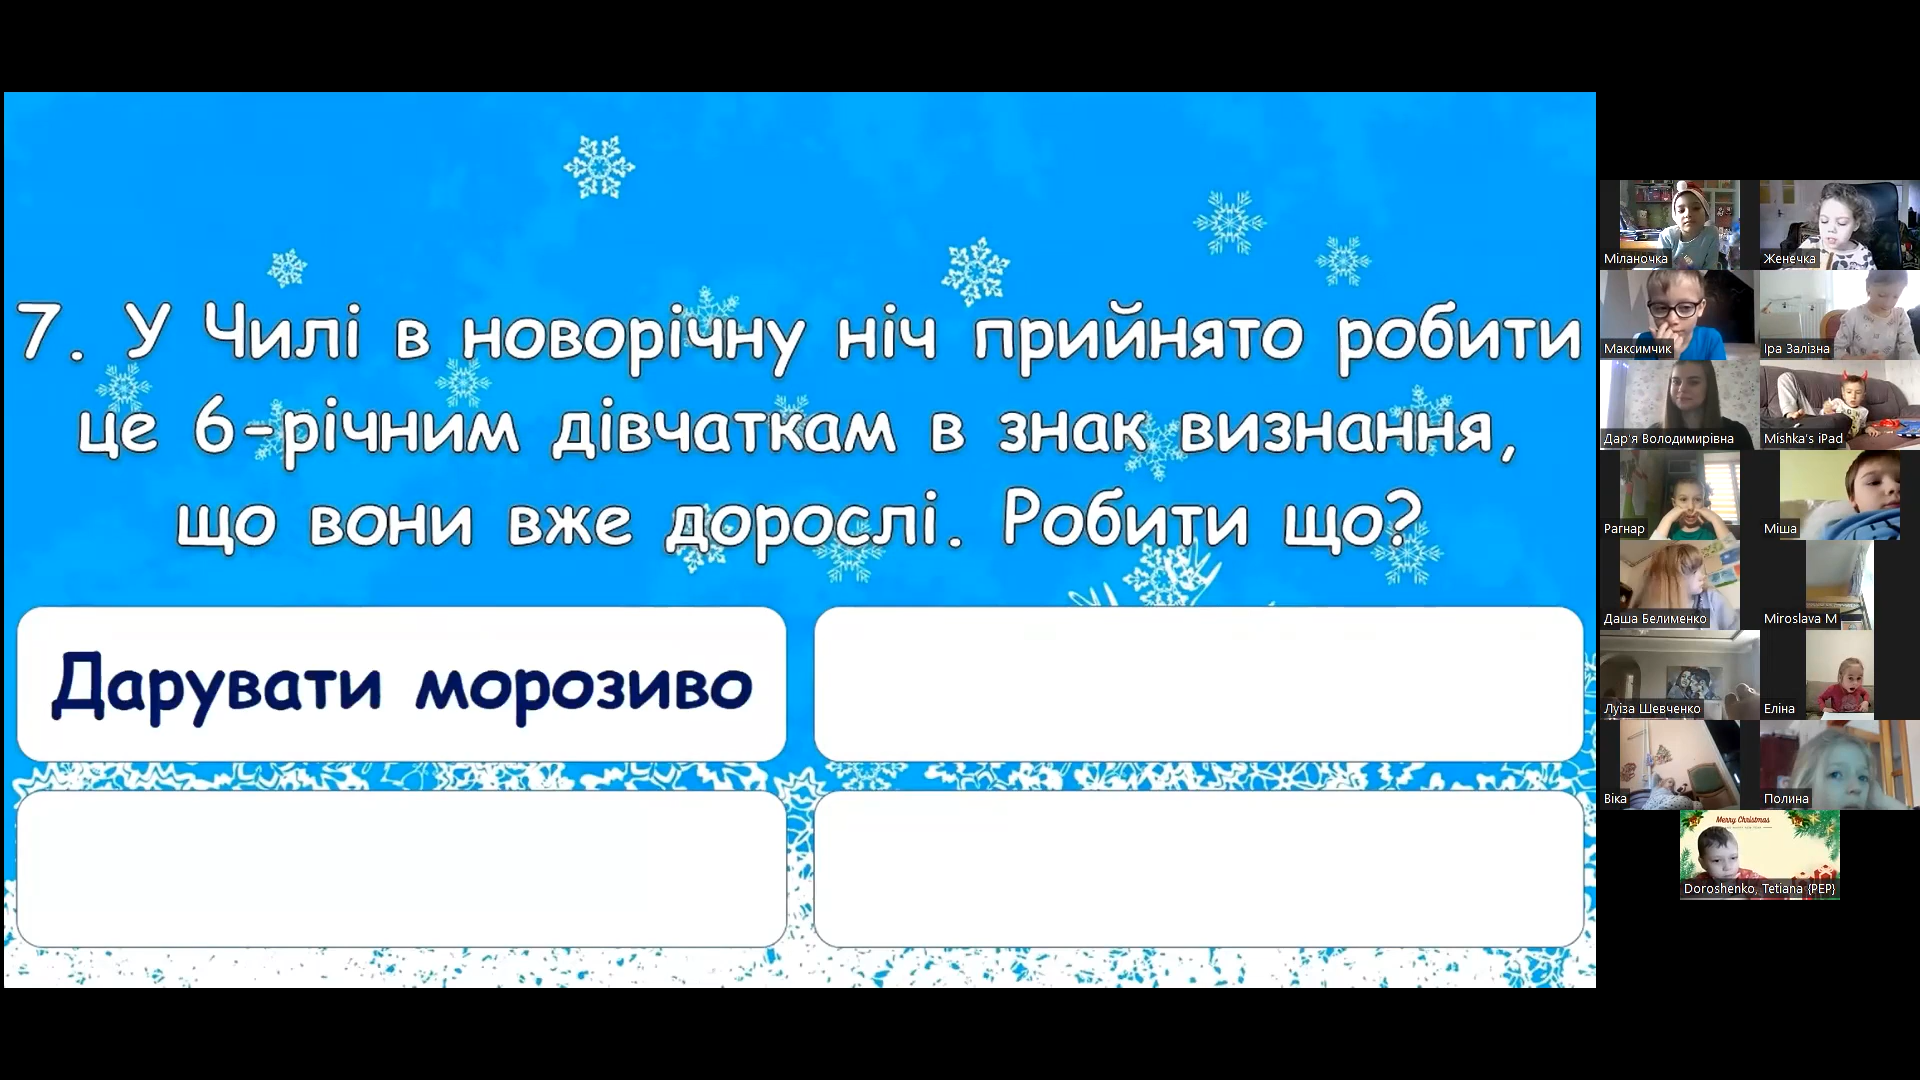 7. У Чилі в новорічну ніч прийнято робити
це 6-річним дівчаткам в знак визнання,
що вони вже дорослі. Робити що?
Дарувати морозиво
Міланочка
Женечка
Максимчик
Іра Залізна
Дар'я Володимирівна
Mishka's iPad
Рагнар
Міша
Даша Белименко
Miroslava M
Луїза Шевченко
Еліна
Віка
Полина
Merry Christmas
Doroshenko, Tetiana {PEP}